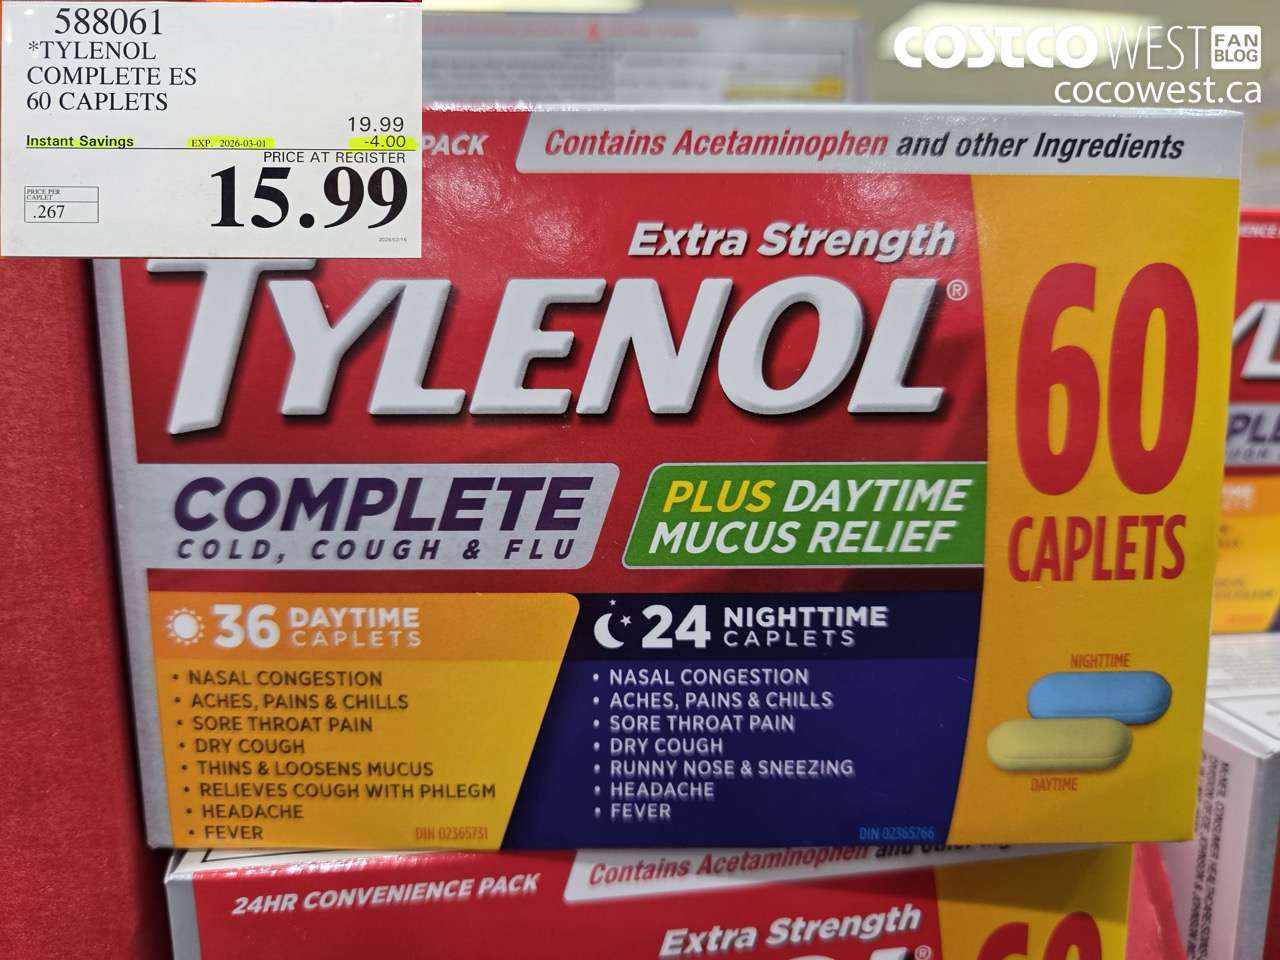 588061
*TYLENOL
COMPLETE ES
60 CAPLETS
19.99
Instant Savings EXP. 2026-03-01 -4.00
PRICE AT REGISTER
PRICE PER
CAPLET
.267
15.99
2026/02/16
COSTCO WEST FAN BLOG
cocowest.ca
PACK
Contains Acetaminophen and other Ingredients
Extra Strength
TYLENOL®
COMPLETE
COLD, COUGH & FLU
PLUS DAYTIME
MUCUS RELIEF
60
CAPLETS
36 DAYTIME
CAPLETS
• NASAL CONGESTION
• ACHES, PAINS & CHILLS
• SORE THROAT PAIN
• DRY COUGH
• THINS & LOOSENS MUCUS
• RELIEVES COUGH WITH PHLEGM
• HEADACHE
• FEVER
DIN 02365731
24 NIGHTTIME
CAPLETS
• NASAL CONGESTION
• ACHES, PAINS & CHILLS
• SORE THROAT PAIN
• DRY COUGH
• RUNNY NOSE & SNEEZING
• HEADACHE
• FEVER
DIN 02365766
NIGHTTIME
DAYTIME
24HR CONVENIENCE PACK
Contains Acetaminophen and
Extra Strength
60